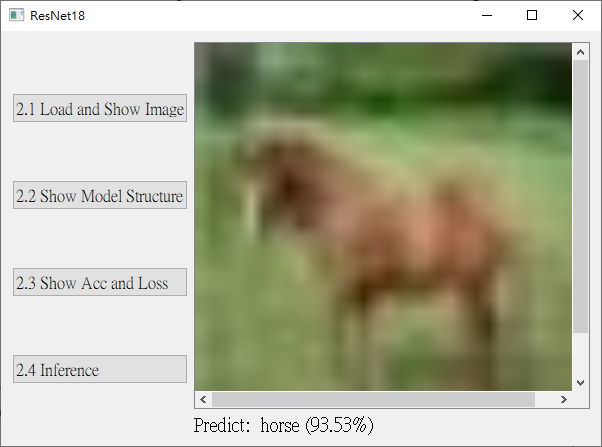 ResNet18
2.1 Load and Show Image
2.2 Show Model Structure
2.3 Show Acc and Loss
2.4 Inference
Predict: horse (93.53%)